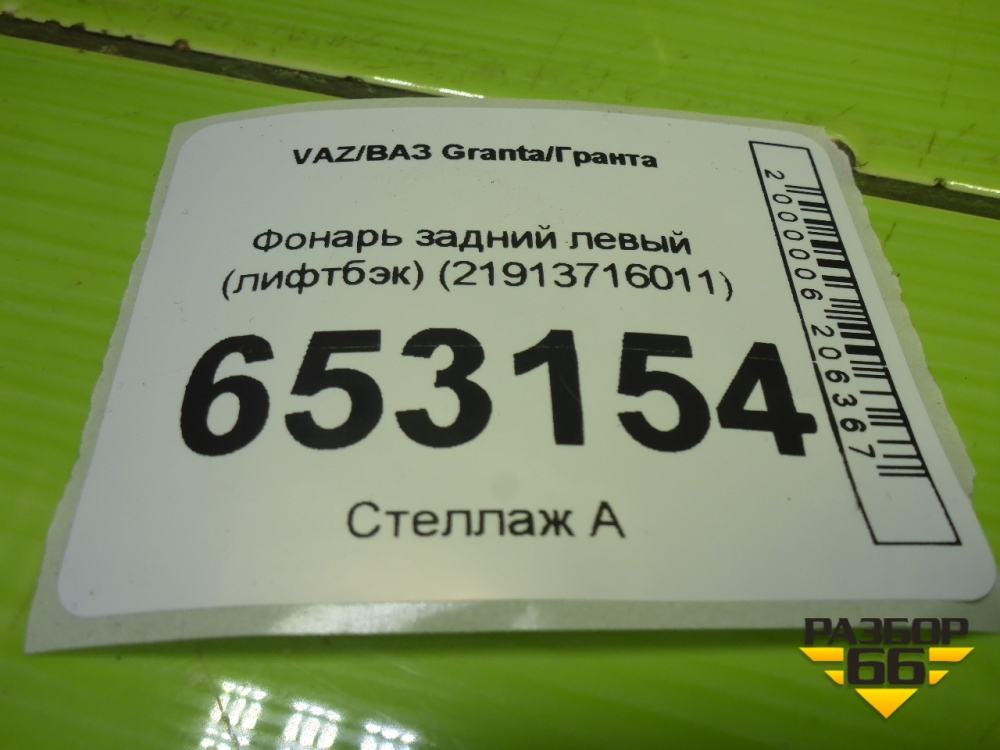 VAZ/ВАЗ Granta/Гранта
Фонарь задний левый
(лифтбэк) (21913716011)
653154
Стеллаж А
2000006206367
РАЗБОР
66